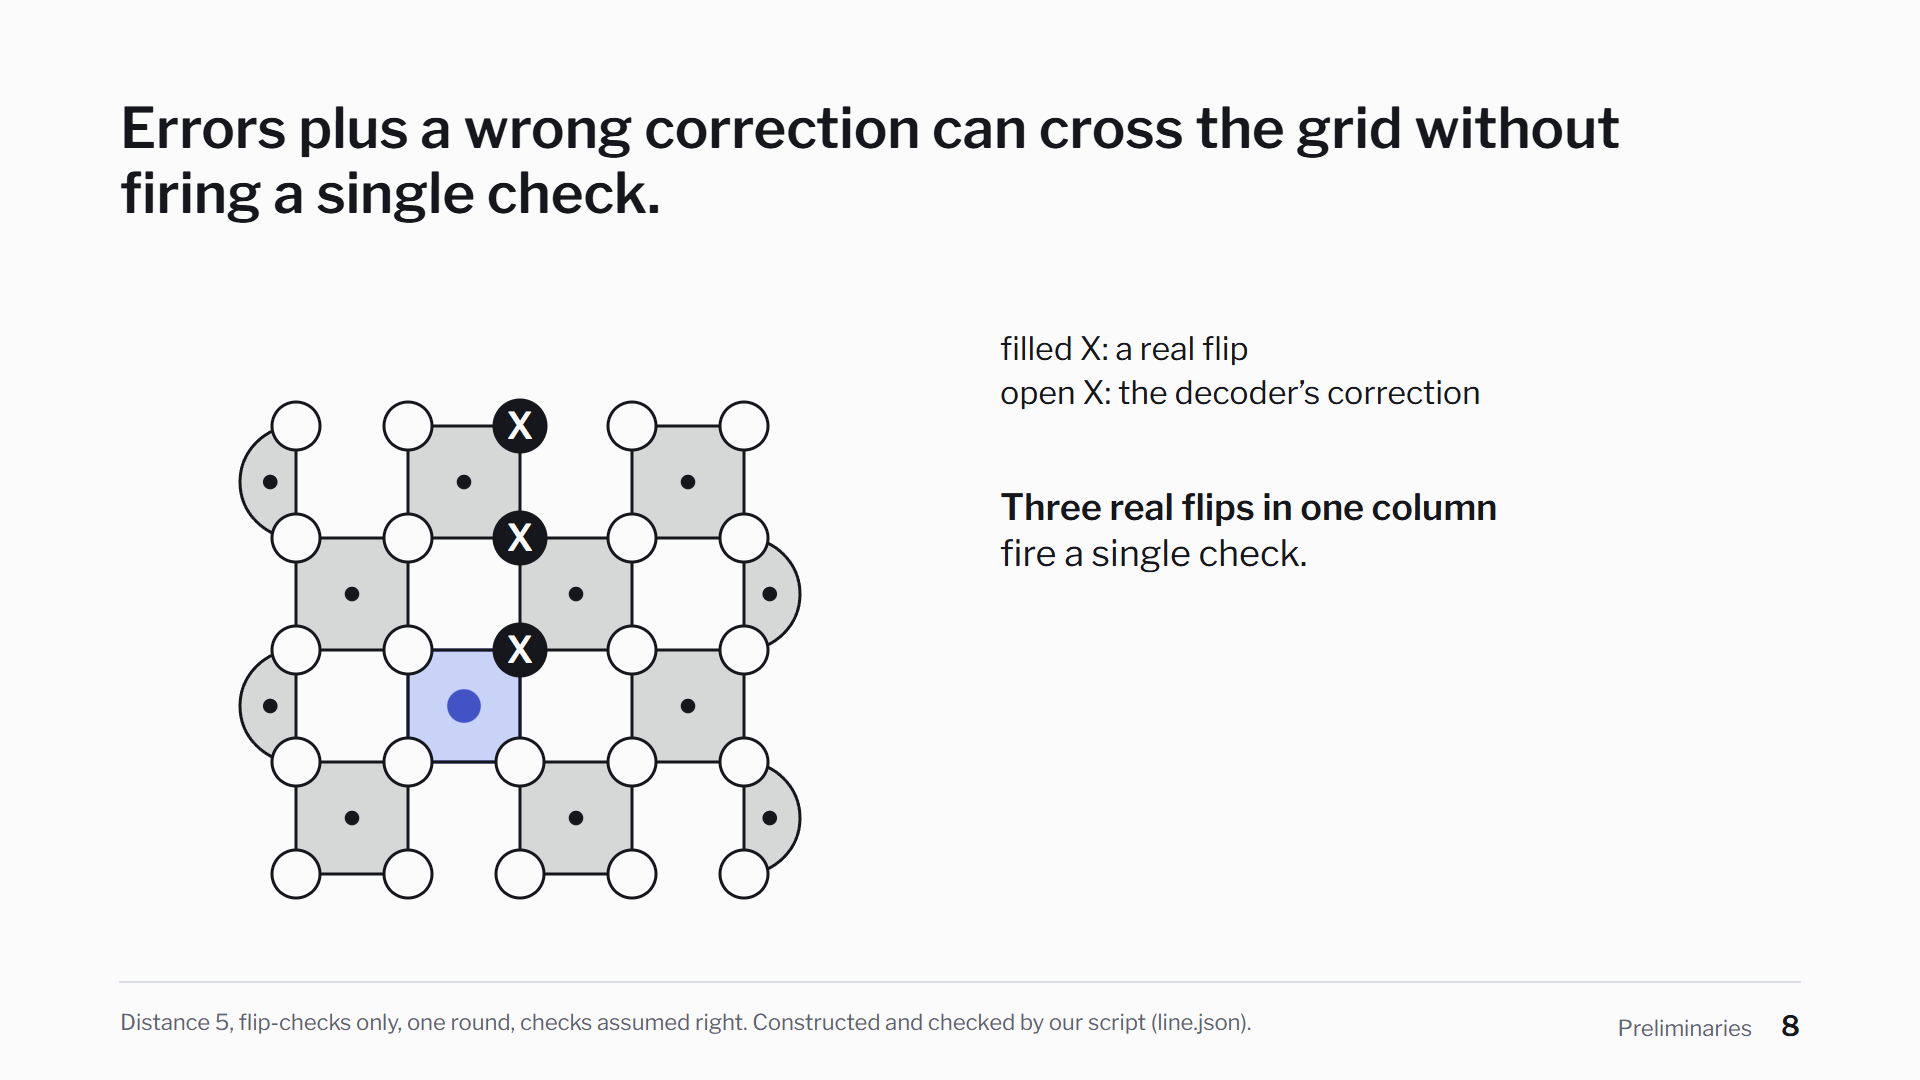 Errors plus a wrong correction can cross the grid without
firing a single check.
filled X: a real flip
open X: the decoder’s correction
Three real flips in one column
fire a single check.
X
X
X
Distance 5, flip-checks only, one round, checks assumed right. Constructed and checked by our script (line.json).
Preliminaries 8